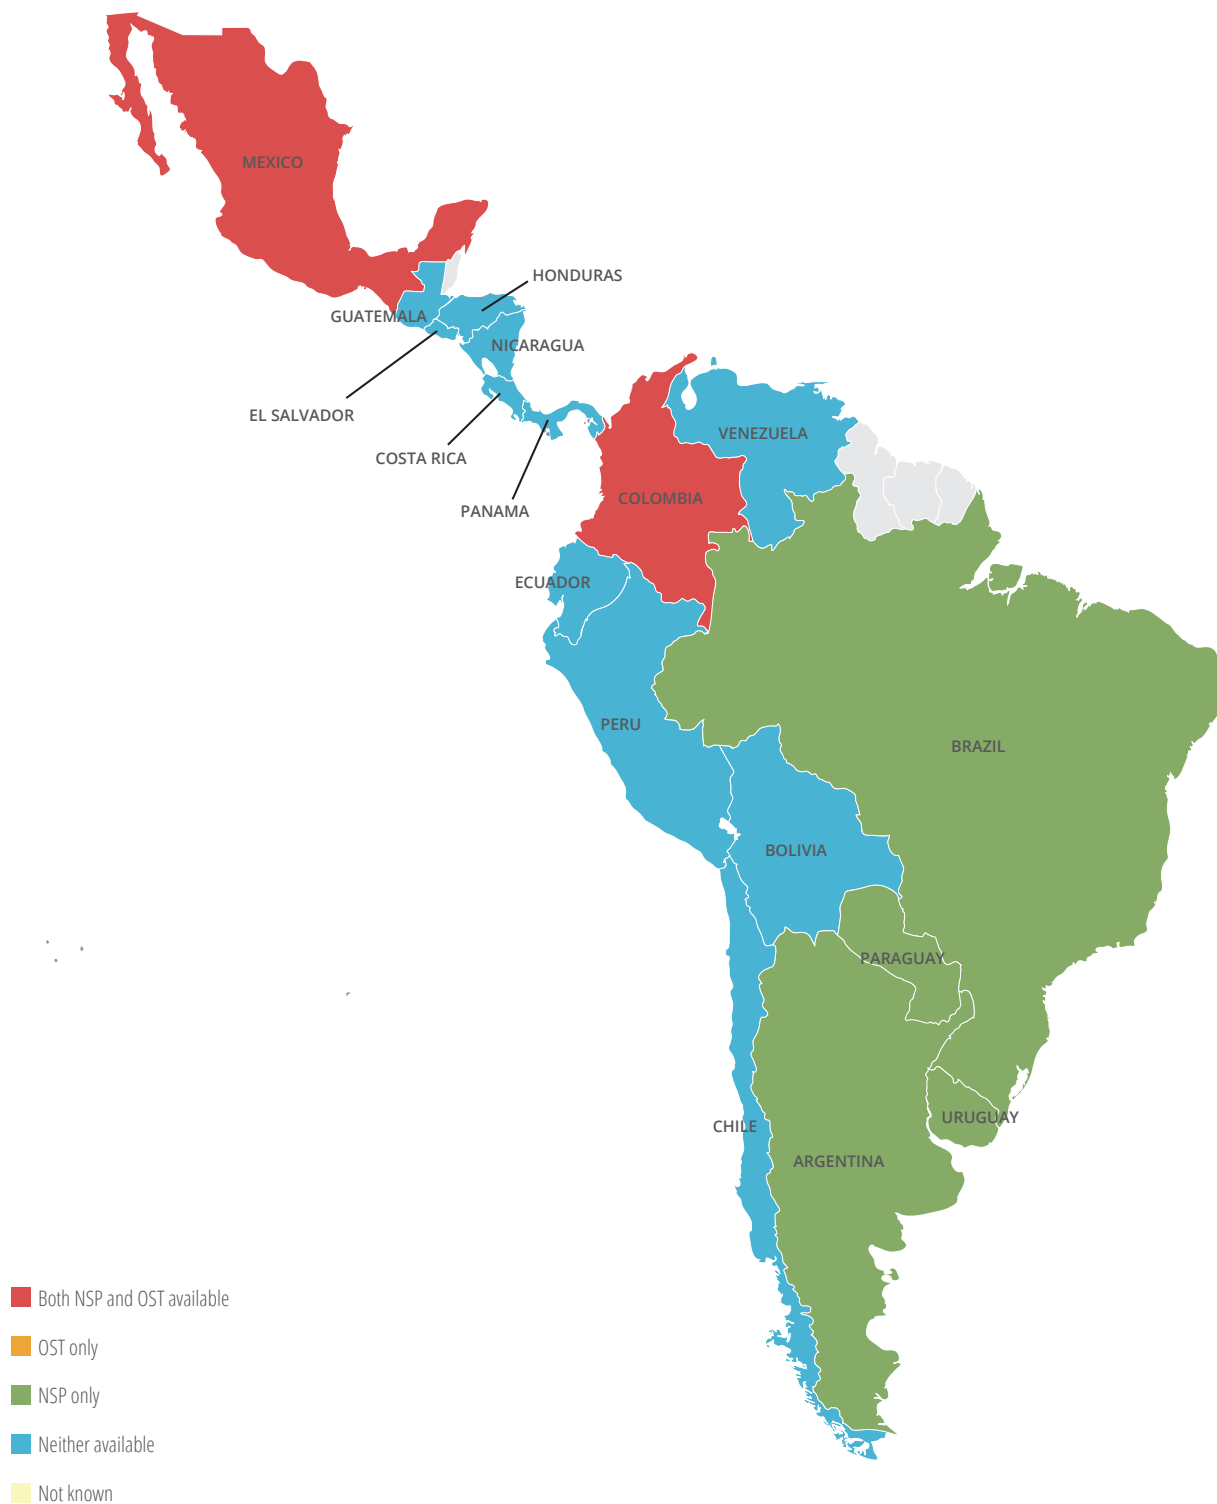 MEXICO
HONDURAS
GUATEMALA
NICARAGUA
EL SALVADOR
COSTA RICA
VENEZUELA
PANAMA
COLOMBIA
ECUADOR
PERU
BRAZIL
BOLIVIA
PARAGUAY
URUGUAY
CHILE
ARGENTINA
Both NSP and OST available
OST only
NSP only
Neither available
Not known